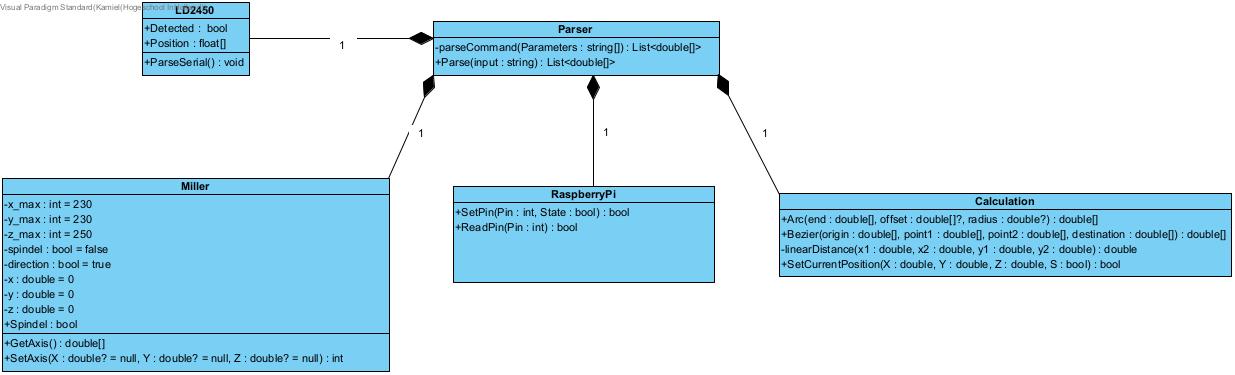 Visual Paradigm Standard(Kamiel(Hogeschool
LD2450
+Detected : bool
+Position : float[]
+ParseSerial() : void
1
Parser
-parseCommand(Parameters : string[]) : List<double[]>
+Parse(input : string) : List<double[]>
1
1
1
Miller
-x_max : int = 230
-y_max : int = 230
-z_max : int = 250
-spindel : bool = false
-direction : bool = true
-x : double = 0
-y : double = 0
-z : double = 0
+Spindel : bool
+GetAxis() : double[]
+SetAxis(X : double? = null, Y : double? = null, Z : double? = null) : int
RaspberryPi
+SetPin(Pin : int, State : bool) : bool
+ReadPin(Pin : int) : bool
Calculation
+Arc(end : double[], offset : double[]?, radius : double?) : double[]
+Bezier(origin : double[], point1 : double[], point2 : double[], destination : double[]) : double[]
-linearDistance(x1 : double, x2 : double, y1 : double, y2 : double) : double
+SetCurrentPosition(X : double, Y : double, Z : double, S : bool) : bool